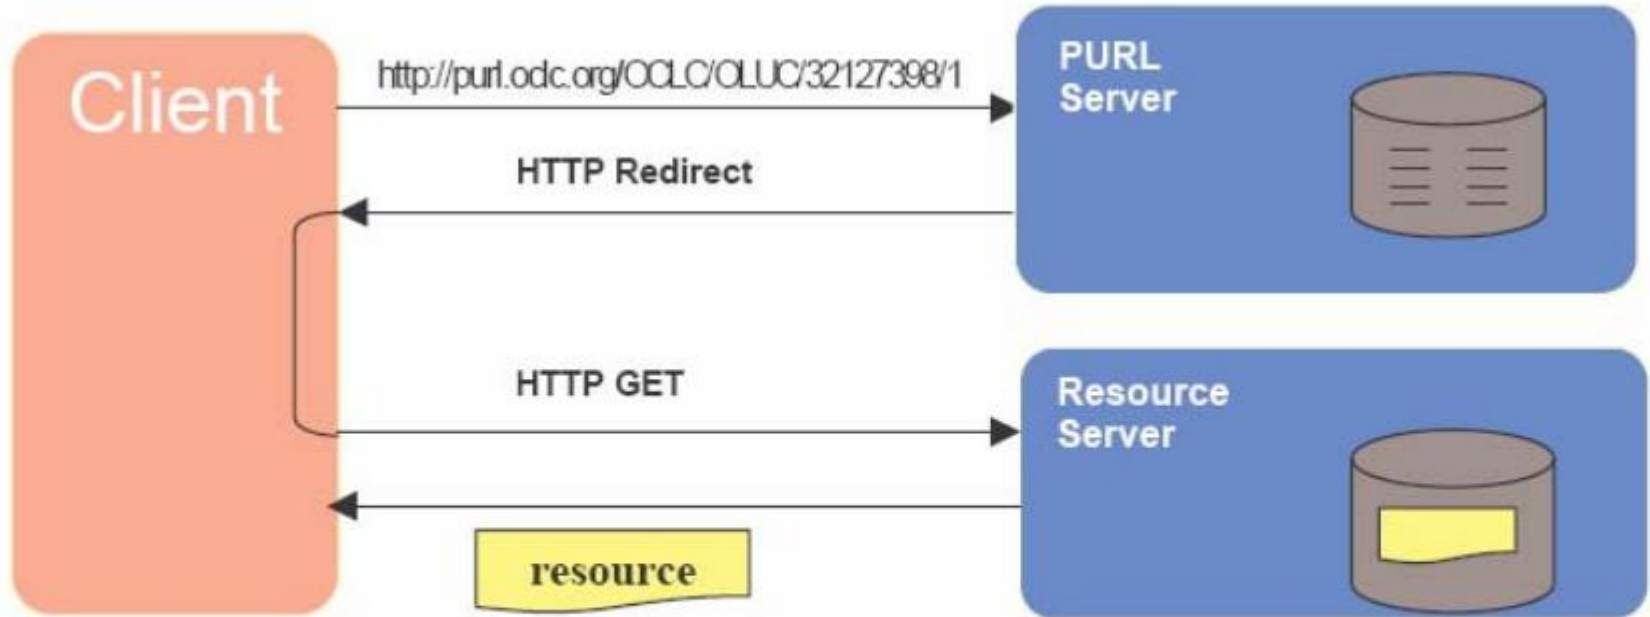 Client
http://purl.oclc.org/OCLC/OLUC/32127398/1
PURL
Server
HTTP Redirect
HTTP GET
Resource
Server
resource